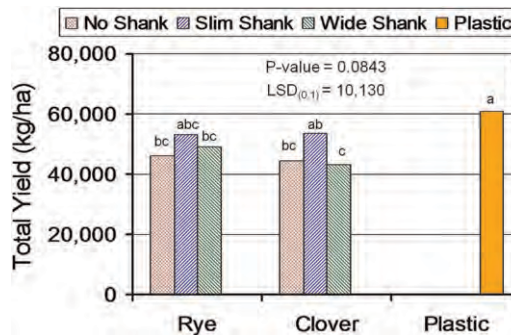 No Shank Slim Shank Wide Shank Plastic
80,000
P-value = 0.0843
LSD(0.1) = 10,130
a
60,000
abc
ab
bc
bc
bc
c
40,000
20,000
0
Total Yield (kg/ha)
Rye Clover Plastic